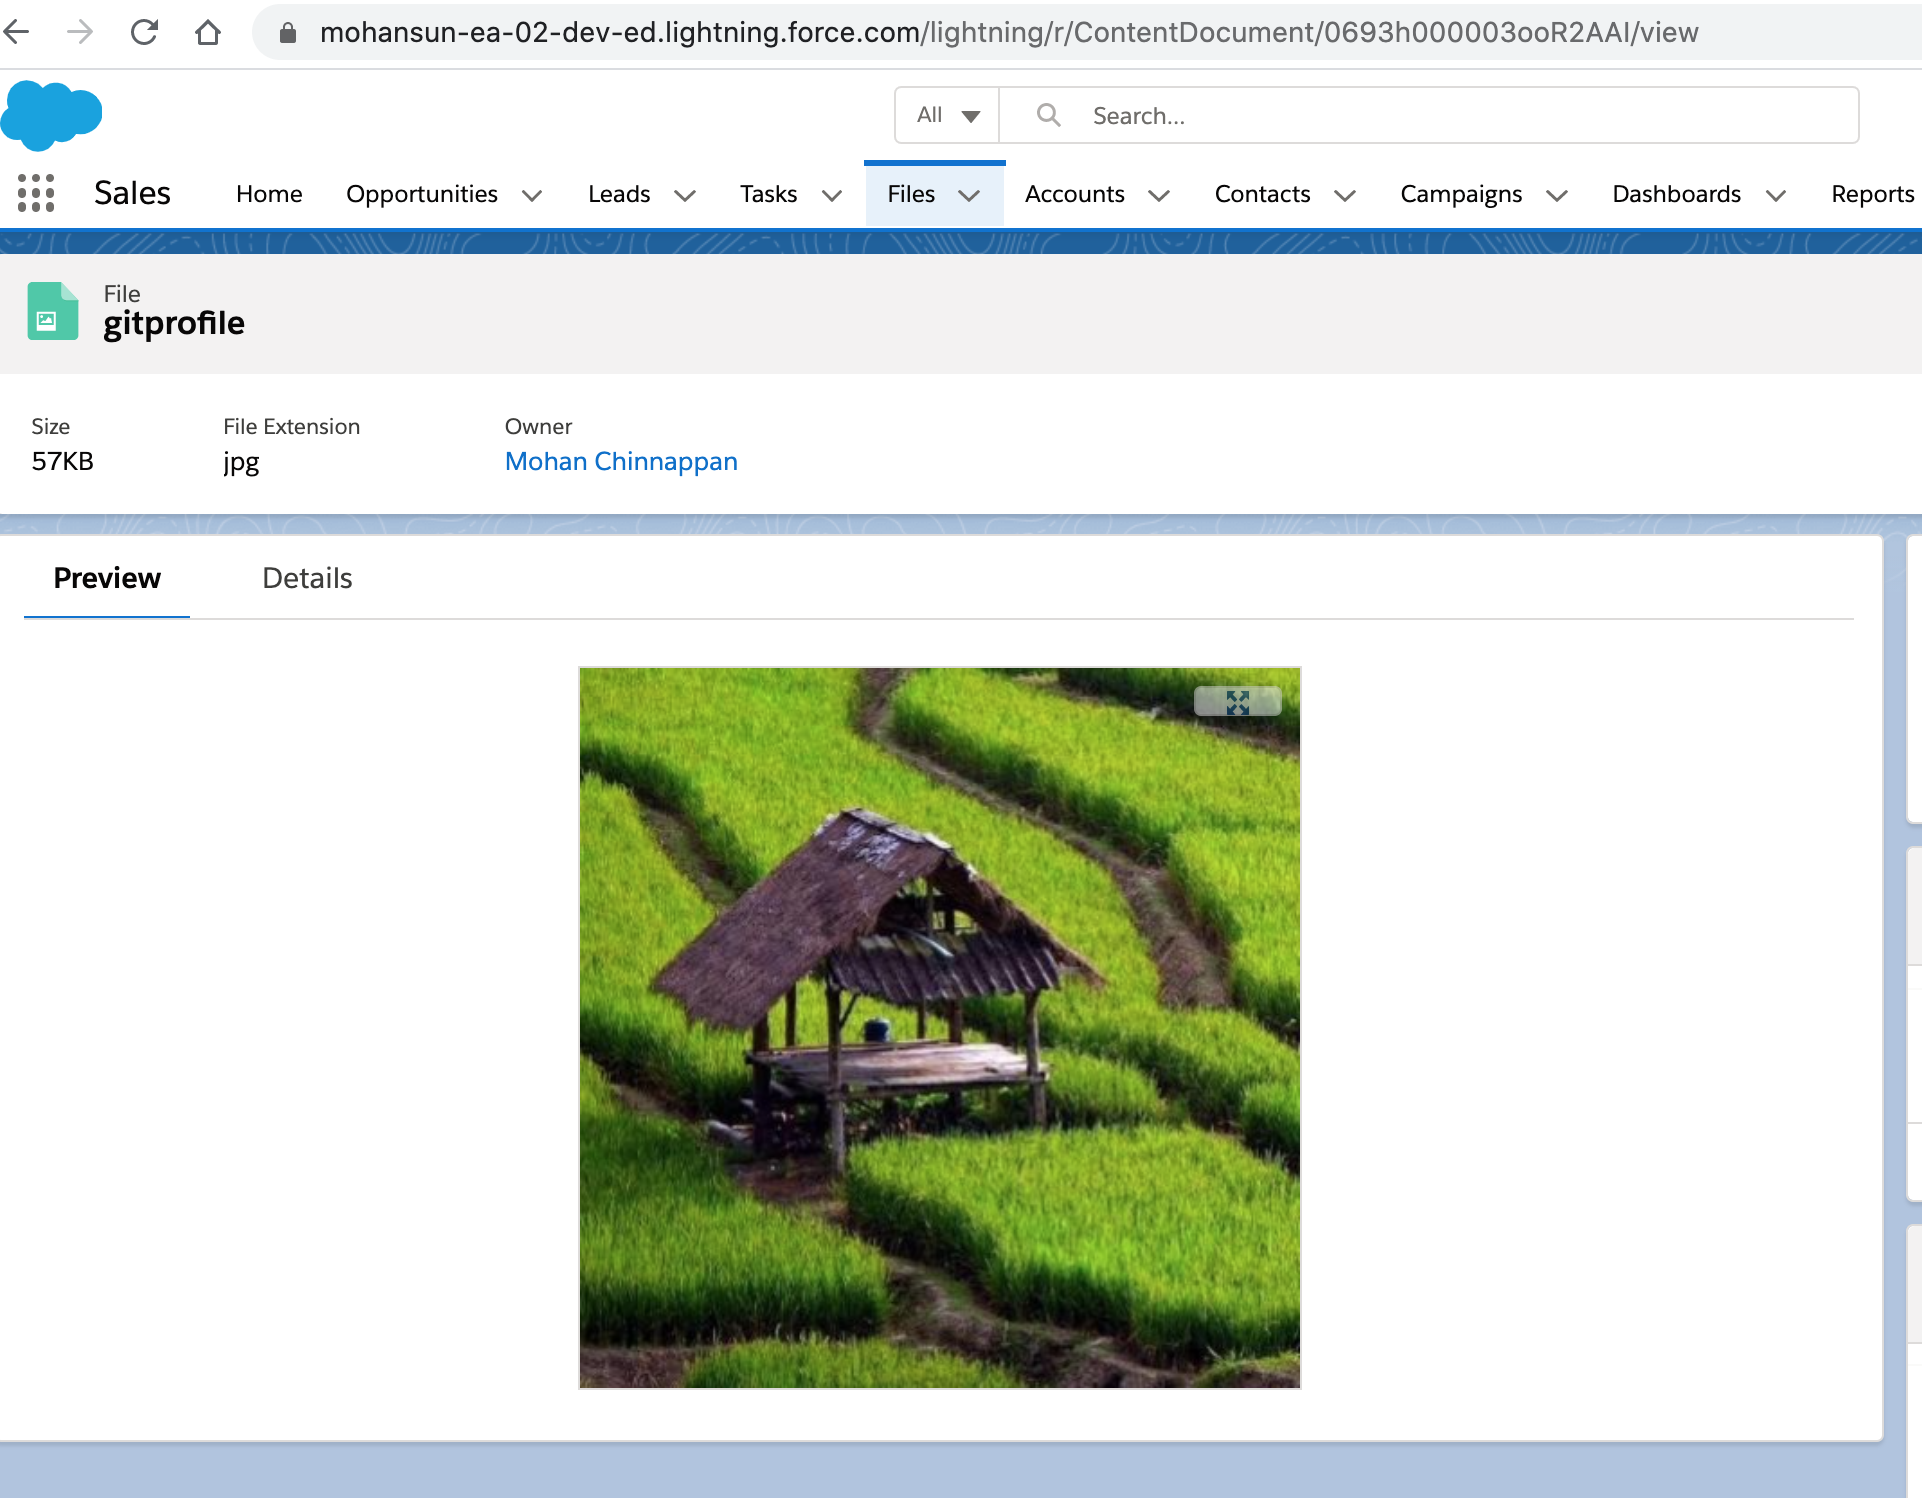 mohansun-ea-02-dev-ed.lightning.force.com/lightning/r/ContentDocument/0693h000003ooR2AAI/view
All Search...
Sales Home Opportunities Leads Tasks Files Accounts Contacts Campaigns Dashboards Reports
File
gitprofile
Size File Extension Owner
57KB jpg Mohan Chinnappan
Preview Details